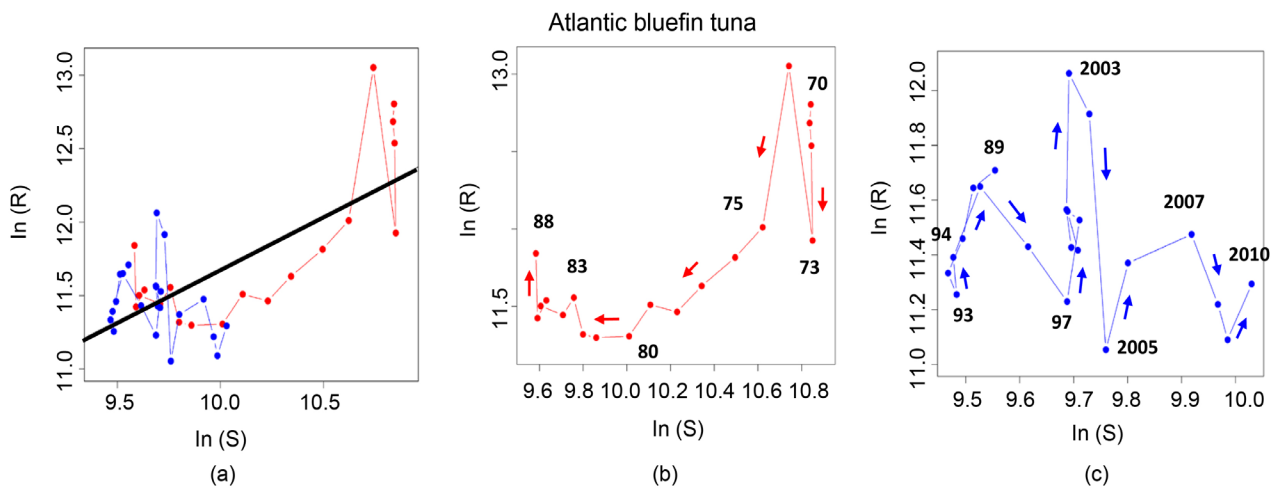 Atlantic bluefin tuna
13.0
12.5
12.0
11.5
11.0
ln (R)
9.5 10.0 10.5
ln (S)
(a)
13.0
11.5
ln (R)
70
75
88
73
83
80
9.6 9.8 10.0 10.2 10.4 10.6 10.8
ln (S)
(b)
12.0
11.8
11.6
11.4
11.2
11.0
ln (R)
2003
89
2007
94
2010
93
97
2005
9.5 9.6 9.7 9.8 9.9 10.0
ln (S)
(c)